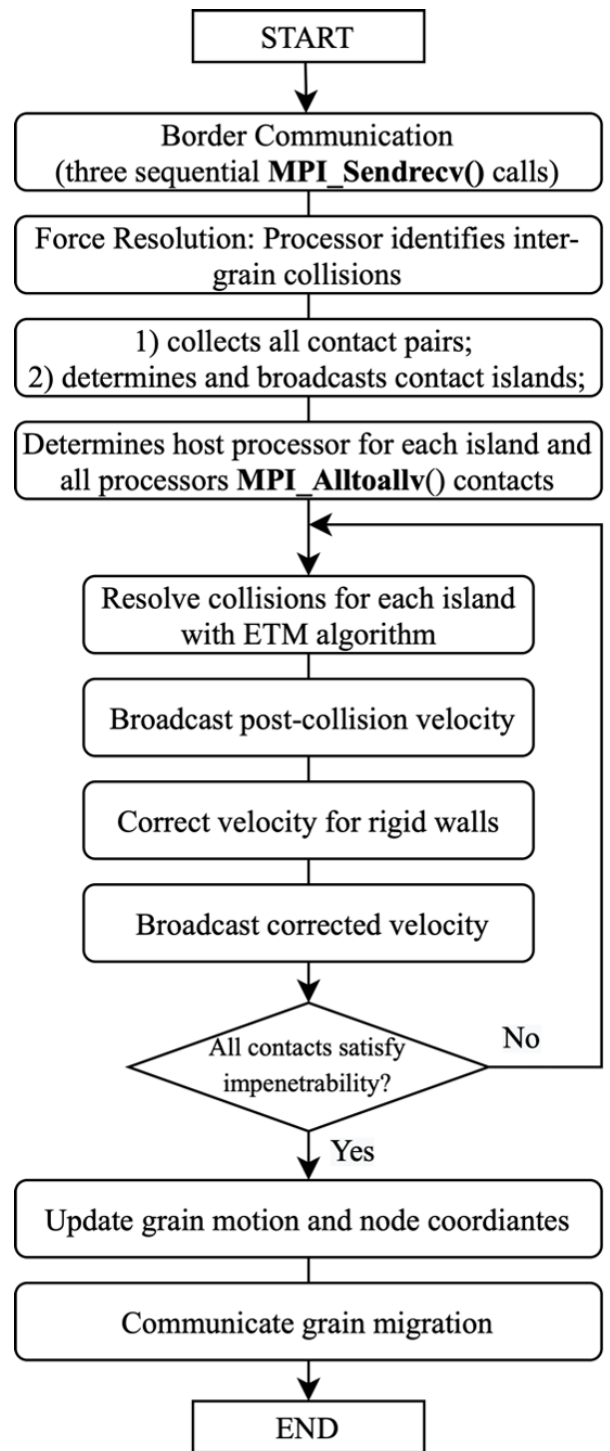 START
Border Communication
(three sequential MPI_Sendrecv() calls)
Force Resolution: Processor identifies inter-
grain collisions
1) collects all contact pairs;
2) determines and broadcasts contact islands;
Determines host processor for each island and
all processors MPI_Alltoallv() contacts
Resolve collisions for each island
with ETM algorithm
Broadcast post-collision velocity
Correct velocity for rigid walls
Broadcast corrected velocity
All contacts satisfy
impenetrability?
No
Yes
Update grain motion and node coordiantes
Communicate grain migration
END